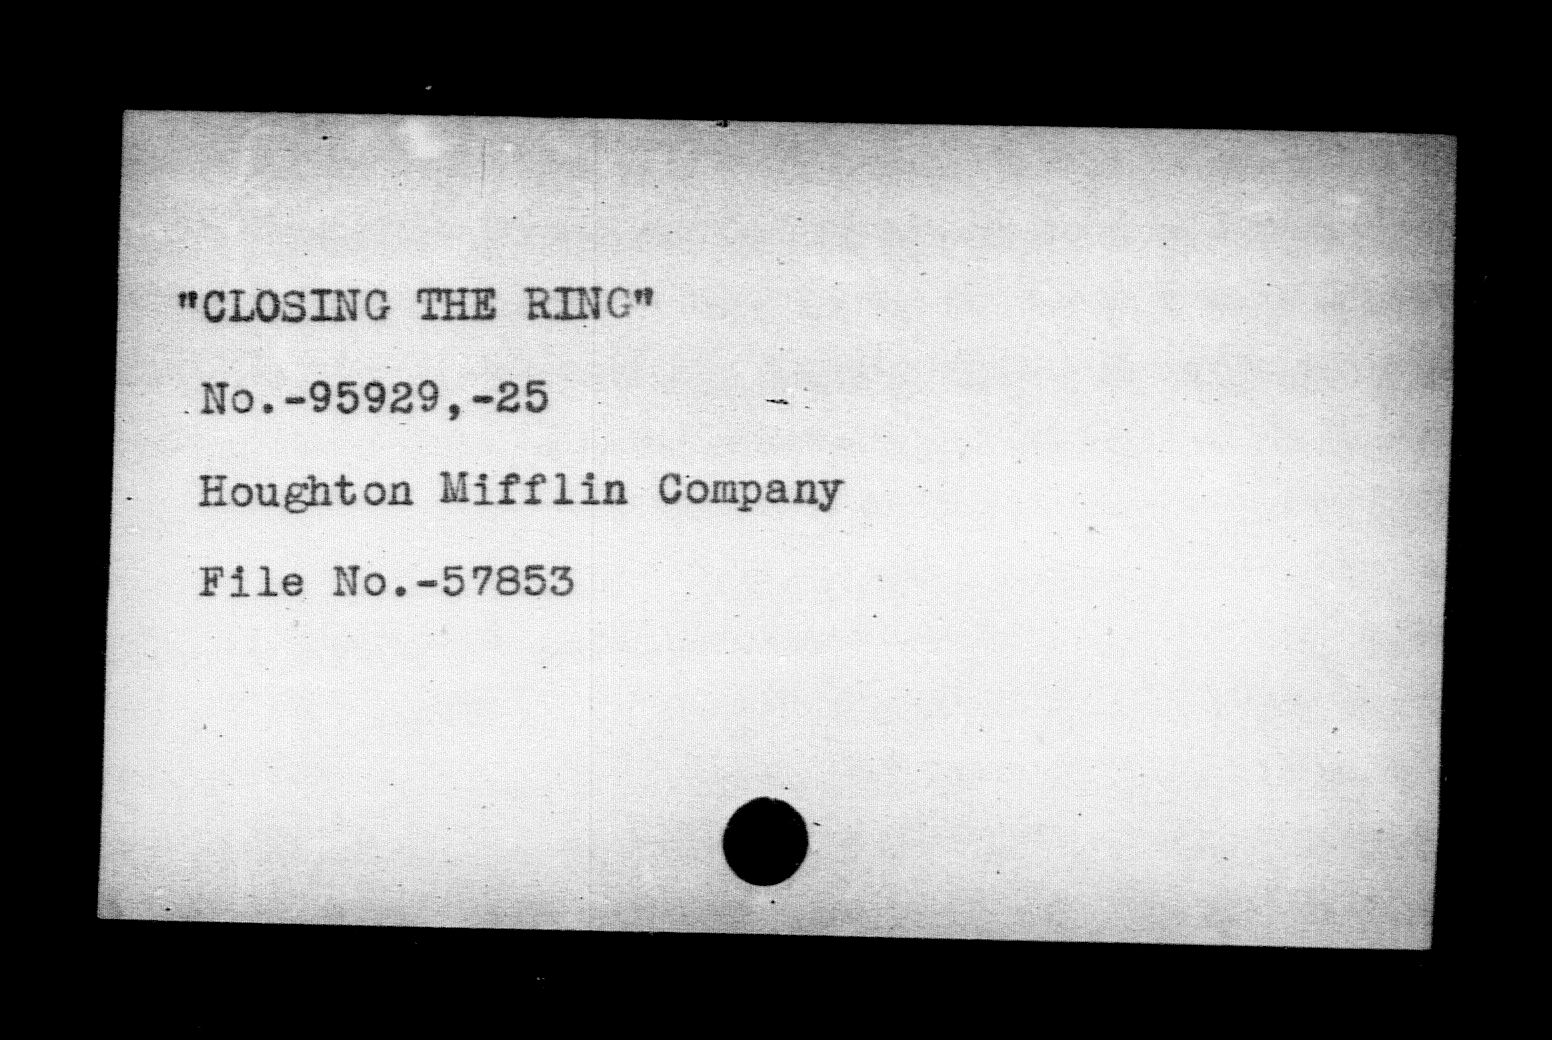 "CLOSING THE RING"
No.-95929,-25
Houghton Mifflin Company
File No.-57853